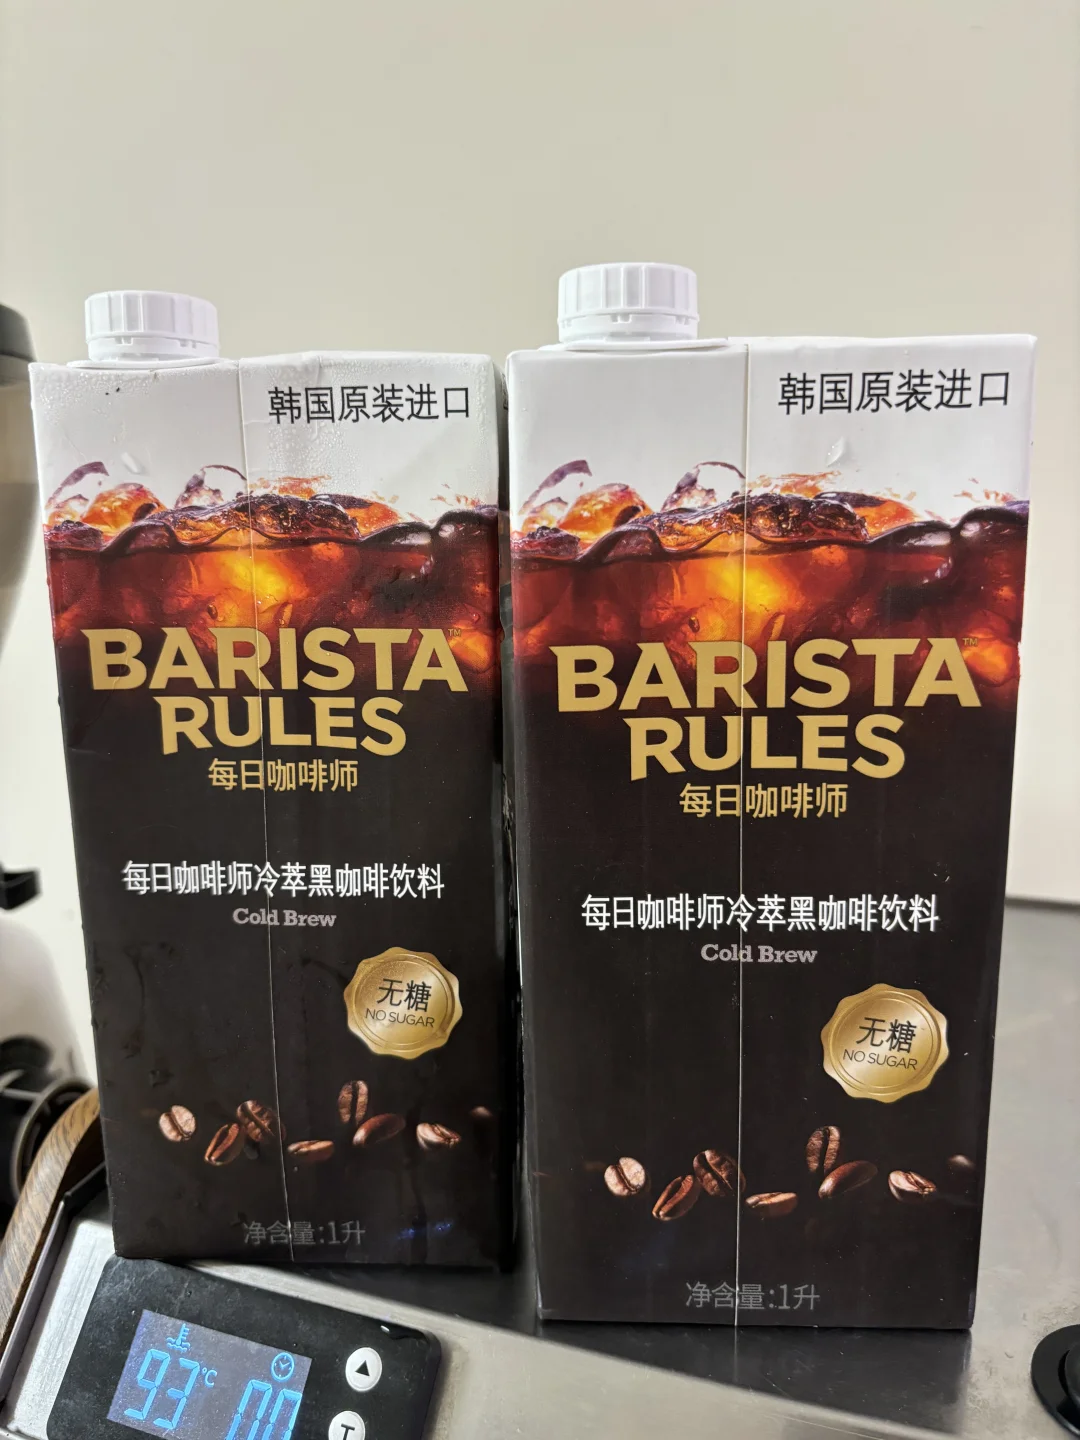 韩国原装进口
BARISTA™
RULES
每日咖啡师
每日咖啡师冷萃黑咖啡饮料
Cold Brew
无糖
NO SUGAR
净含量:1升
韩国原装进口
BARISTA™
RULES
每日咖啡师
每日咖啡师冷萃黑咖啡饮料
Cold Brew
无糖
NO SUGAR
净含量:1升
93°C 00
T